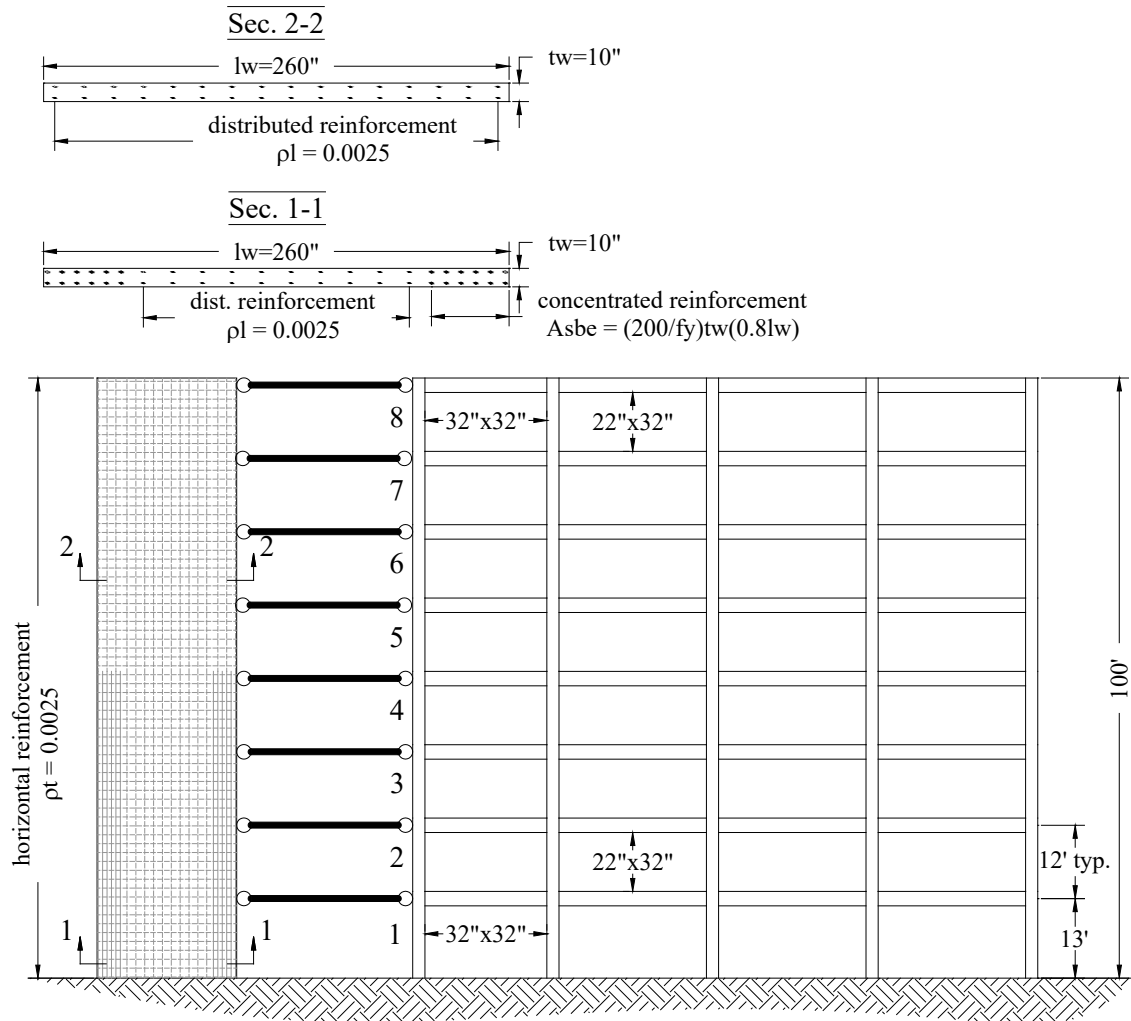 Sec. 2-2
lw=260"
tw=10"
distributed reinforcement
ρl = 0.0025
Sec. 1-1
lw=260"
tw=10"
dist. reinforcement
ρl = 0.0025
concentrated reinforcement
Asbe = (200/fy)tw(0.8lw)
8
32"x32"
22"x32"
7
2
2
6
5
horizontal reinforcement
ρt = 0.0025
4
100'
3
2
22"x32"
12' typ.
1
1
1
32"x32"
13'